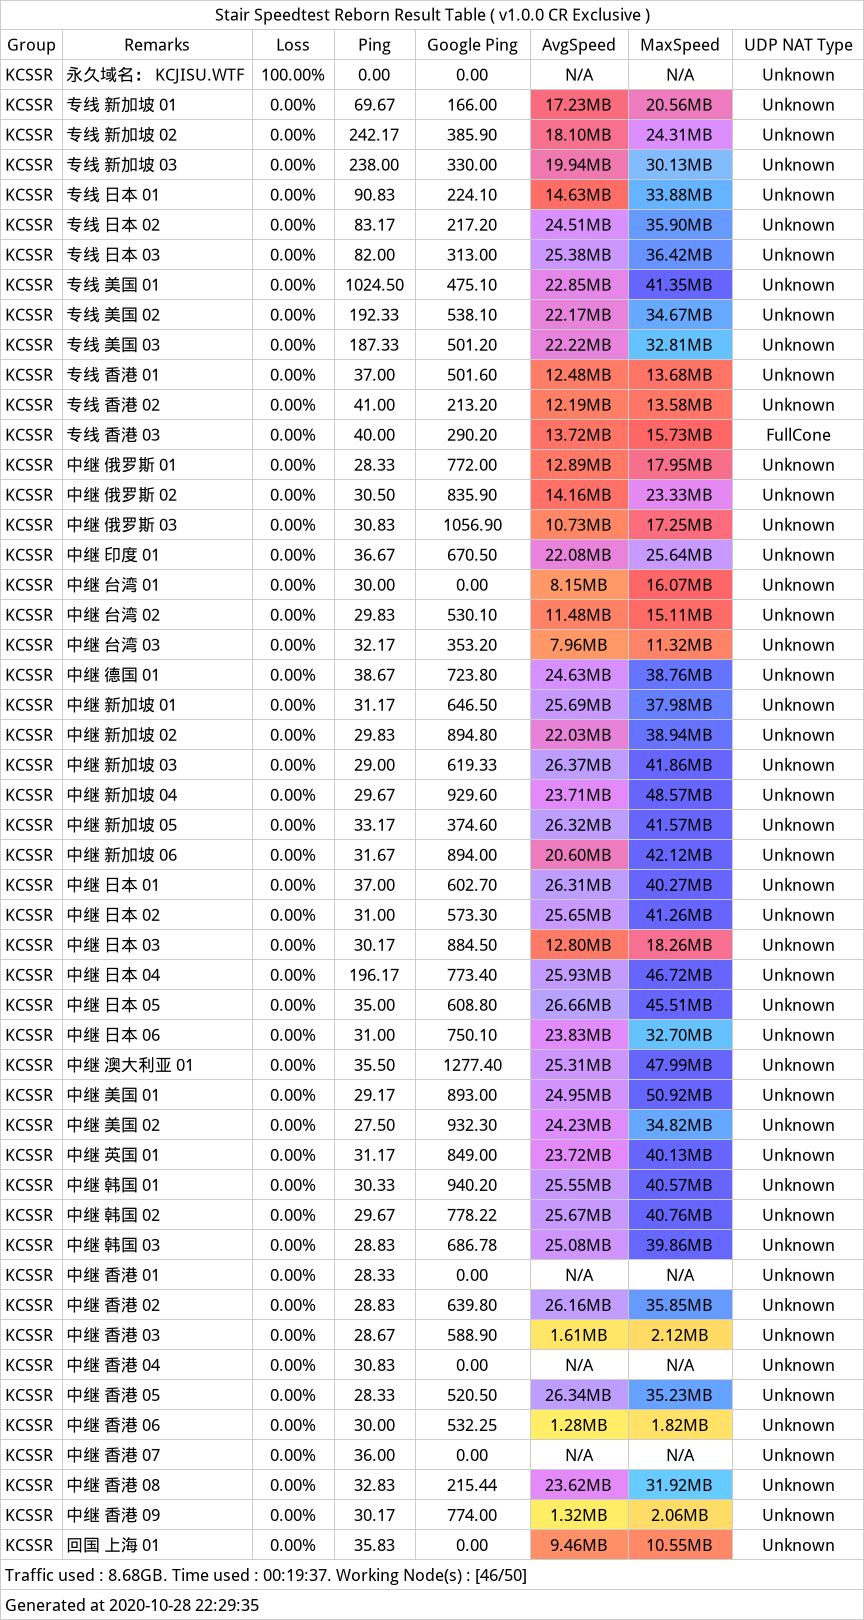 Stair Speedtest Reborn Result Table ( v1.0.0 CR Exclusive )
Group Remarks Loss Ping Google Ping AvgSpeed MaxSpeed UDP NAT Type
KCSSR 永久域名： KCJISU.WTF 100.00% 0.00 0.00 N/A N/A Unknown
KCSSR 专线 新加坡 01 0.00% 69.67 166.00 17.23MB 20.56MB Unknown
KCSSR 专线 新加坡 02 0.00% 242.17 385.90 18.10MB 24.31MB Unknown
KCSSR 专线 新加坡 03 0.00% 238.00 330.00 19.94MB 30.13MB Unknown
KCSSR 专线 日本 01 0.00% 90.83 224.10 14.63MB 33.88MB Unknown
KCSSR 专线 日本 02 0.00% 83.17 217.20 24.51MB 35.90MB Unknown
KCSSR 专线 日本 03 0.00% 82.00 313.00 25.38MB 36.42MB Unknown
KCSSR 专线 美国 01 0.00% 1024.50 475.10 22.85MB 41.35MB Unknown
KCSSR 专线 美国 02 0.00% 192.33 538.10 22.17MB 34.67MB Unknown
KCSSR 专线 美国 03 0.00% 187.33 501.20 22.22MB 32.81MB Unknown
KCSSR 专线 香港 01 0.00% 37.00 501.60 12.48MB 13.68MB Unknown
KCSSR 专线 香港 02 0.00% 41.00 213.20 12.19MB 13.58MB Unknown
KCSSR 专线 香港 03 0.00% 40.00 290.20 13.72MB 15.73MB FullCone
KCSSR 中继 俄罗斯 01 0.00% 28.33 772.00 12.89MB 17.95MB Unknown
KCSSR 中继 俄罗斯 02 0.00% 30.50 835.90 14.16MB 23.33MB Unknown
KCSSR 中继 俄罗斯 03 0.00% 30.83 1056.90 10.73MB 17.25MB Unknown
KCSSR 中继 印度 01 0.00% 36.67 670.50 22.08MB 25.64MB Unknown
KCSSR 中继 台湾 01 0.00% 30.00 0.00 8.15MB 16.07MB Unknown
KCSSR 中继 台湾 02 0.00% 29.83 530.10 11.48MB 15.11MB Unknown
KCSSR 中继 台湾 03 0.00% 32.17 353.20 7.96MB 11.32MB Unknown
KCSSR 中继 德国 01 0.00% 38.67 723.80 24.63MB 38.76MB Unknown
KCSSR 中继 新加坡 01 0.00% 31.17 646.50 25.69MB 37.98MB Unknown
KCSSR 中继 新加坡 02 0.00% 29.83 894.80 22.03MB 38.94MB Unknown
KCSSR 中继 新加坡 03 0.00% 29.00 619.33 26.37MB 41.86MB Unknown
KCSSR 中继 新加坡 04 0.00% 29.67 929.60 23.71MB 48.57MB Unknown
KCSSR 中继 新加坡 05 0.00% 33.17 374.60 26.32MB 41.57MB Unknown
KCSSR 中继 新加坡 06 0.00% 31.67 894.00 20.60MB 42.12MB Unknown
KCSSR 中继 日本 01 0.00% 37.00 602.70 26.31MB 40.27MB Unknown
KCSSR 中继 日本 02 0.00% 31.00 573.30 25.65MB 41.26MB Unknown
KCSSR 中继 日本 03 0.00% 30.17 884.50 12.80MB 18.26MB Unknown
KCSSR 中继 日本 04 0.00% 196.17 773.40 25.93MB 46.72MB Unknown
KCSSR 中继 日本 05 0.00% 35.00 608.80 26.66MB 45.51MB Unknown
KCSSR 中继 日本 06 0.00% 31.00 750.10 23.83MB 32.70MB Unknown
KCSSR 中继 澳大利亚 01 0.00% 35.50 1277.40 25.31MB 47.99MB Unknown
KCSSR 中继 美国 01 0.00% 29.17 893.00 24.95MB 50.92MB Unknown
KCSSR 中继 美国 02 0.00% 27.50 932.30 24.23MB 34.82MB Unknown
KCSSR 中继 英国 01 0.00% 31.17 849.00 23.72MB 40.13MB Unknown
KCSSR 中继 韩国 01 0.00% 30.33 940.20 25.55MB 40.57MB Unknown
KCSSR 中继 韩国 02 0.00% 29.67 778.22 25.67MB 40.76MB Unknown
KCSSR 中继 韩国 03 0.00% 28.83 686.78 25.08MB 39.86MB Unknown
KCSSR 中继 香港 01 0.00% 28.33 0.00 N/A N/A Unknown
KCSSR 中继 香港 02 0.00% 28.83 639.80 26.16MB 35.85MB Unknown
KCSSR 中继 香港 03 0.00% 28.67 588.90 1.61MB 2.12MB Unknown
KCSSR 中继 香港 04 0.00% 30.83 0.00 N/A N/A Unknown
KCSSR 中继 香港 05 0.00% 28.33 520.50 26.34MB 35.23MB Unknown
KCSSR 中继 香港 06 0.00% 30.00 532.25 1.28MB 1.82MB Unknown
KCSSR 中继 香港 07 0.00% 36.00 0.00 N/A N/A Unknown
KCSSR 中继 香港 08 0.00% 32.83 215.44 23.62MB 31.92MB Unknown
KCSSR 中继 香港 09 0.00% 30.17 774.00 1.32MB 2.06MB Unknown
KCSSR 回国 上海 01 0.00% 35.83 0.00 9.46MB 10.55MB Unknown
Traffic used : 8.68GB. Time used : 00:19:37. Working Node(s) : [46/50]
Generated at 2020-10-28 22:29:35